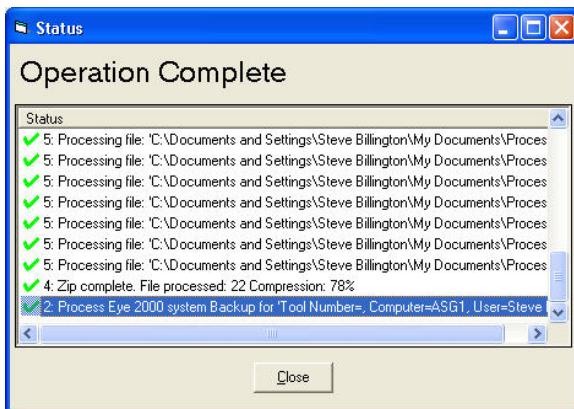 Status
Operation Complete
Status
5: Processing file: 'C:\Documents and Settings\Steve Billington\My Documents\Proces
5: Processing file: 'C:\Documents and Settings\Steve Billington\My Documents\Proces
5: Processing file: 'C:\Documents and Settings\Steve Billington\My Documents\Proces
5: Processing file: 'C:\Documents and Settings\Steve Billington\My Documents\Proces
5: Processing file: 'C:\Documents and Settings\Steve Billington\My Documents\Proces
5: Processing file: 'C:\Documents and Settings\Steve Billington\My Documents\Proces
5: Processing file: 'C:\Documents and Settings\Steve Billington\My Documents\Proces
4: Zip complete. File processed: 22 Compression: 78%
2: Process Eye 2000 system Backup for 'Tool Number=, Computer=ASG1, User=Steve
Close